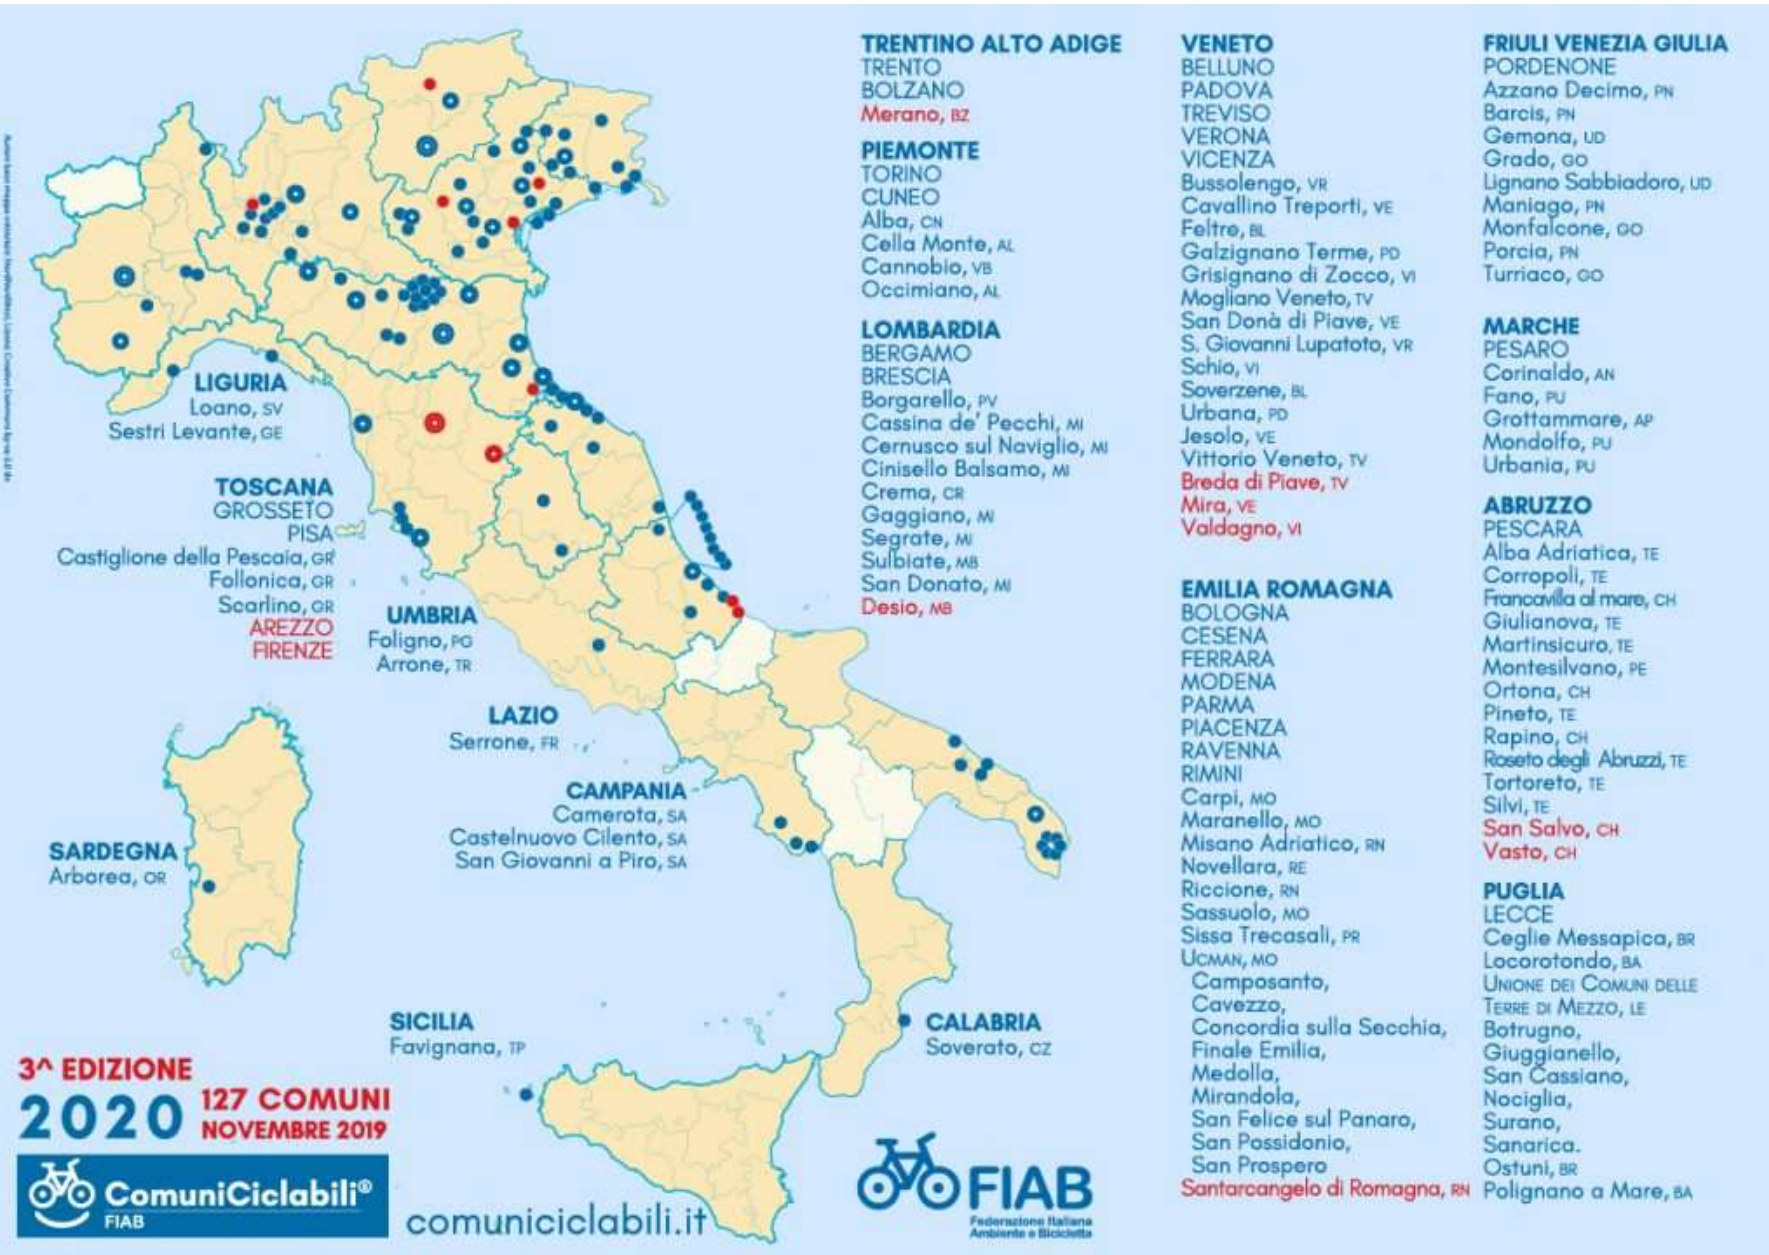 TRENTINO ALTO ADIGE
TRENTO
BOLZANO
Merano, BZ
PIEMONTE
TORINO
CUNEO
Alba, CN
Cella Monte, AL
Cannobio, VB
Occimiano, AL
LOMBARDIA
BERGAMO
BRESCIA
Borgarello, PV
Cassina de' Pecchi, MI
Cernusco sul Naviglio, MI
Cinisello Balsamo, MI
Crema, CR
Gaggiano, MI
Segrate, MI
Sulbiate, MB
San Donato, MI
Desio, MB
VENETO
BELLUNO
PADOVA
TREVISO
VERONA
VICENZA
Bussolengo, VR
Cavallino Treporti, VE
Feltre, BL
Galzignano Terme, PD
Grisignano di Zocco, VI
Mogliano Veneto, TV
San Donà di Piave, VE
S. Giovanni Lupatoto, VR
Schio, VI
Soverzene, BL
Urbana, PD
Jesolo, VE
Vittorio Veneto, TV
Breda di Piave, TV
Mira, VE
Valdagno, VI
EMILIA ROMAGNA
BOLOGNA
CESENA
FERRARA
MODENA
PARMA
PIACENZA
RAVENNA
RIMINI
Carpi, MO
Maranello, MO
Misano Adriatico, RN
Novellara, RE
Riccione, RN
Sassuolo, MO
Sissa Trecasali, PR
UCMAN, MO
Camposanto,
Cavezzo,
Concordia sulla Secchia,
Finale Emilia,
Medolla,
Mirandola,
San Felice sul Panaro,
San Possidonio,
San Prospero
Santarcangelo di Romagna, RN
FRIULI VENEZIA GIULIA
PORDENONE
Azzano Decimo, PN
Barcis, PN
Gemona, UD
Grado, GO
Lignano Sabbiadoro, UD
Maniago, PN
Monfalcone, GO
Porcia, PN
Turriaco, GO
MARCHE
PESARO
Corinaldo, AN
Fano, PU
Grottammare, AP
Mondolfo, PU
Urbania, PU
ABRUZZO
PESCARA
Alba Adriatica, TE
Corropoli, TE
Francavilla al mare, CH
Giulianova, TE
Martinsicuro, TE
Montesilvano, PE
Ortona, CH
Pineto, TE
Rapino, CH
Roseto degli Abruzzi, TE
Tortoreto, TE
Silvi, TE
San Salvo, CH
Vasto, CH
PUGLIA
LECCE
Ceglie Messapica, BR
Locorotondo, BA
UNIONE DEI COMUNI DELLE
TERRE DI MEZZO, LE
Botrugno,
Giuggianello,
San Cassiano,
Nociglia,
Surano,
Sanarica.
Ostuni, BR
Polignano a Mare, BA
LIGURIA
Loano, SV
Sestri Levante, GE
TOSCANA
GROSSETO
PISA
Castiglione della Pescaia, GR
Follonica, GR
Scarlino, GR
AREZZO
FIRENZE
UMBRIA
Foligno, PG
Arrone, TR
LAZIO
Serrone, FR
CAMPANIA
Camerota, SA
Castelnuovo Cilento, SA
San Giovanni a Piro, SA
SARDEGNA
Arborea, OR
SICILIA
Favignana, TP
CALABRIA
Soverato, CZ
3^ EDIZIONE
2020
127 COMUNI
NOVEMBRE 2019
ComuniCiclabili®
FIAB
comuniciclabili.it
FIAB
Federazione Italiana
Ambiente e Bicicletta